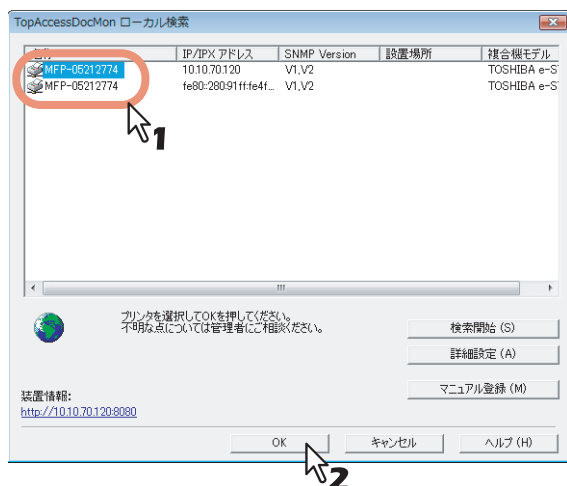 TopAccessDocMon ローカル検索
名前 IP/IPX アドレス SNMP Version 設置場所 複合機モデル
MFP-05212774 10.10.70.120 V1,V2 TOSHIBA e-S
MFP-05212774 fe80::280:91ff:fe4f... V1,V2 TOSHIBA e-S
1
プリンタを選択してOKを押してください。
不明な点については管理者にご相談ください。
検索開始 (S)
詳細設定 (A)
マニュアル登録 (M)
装置情報:
http://10.10.70.120:8080
OK キャンセル ヘルプ (H)
2